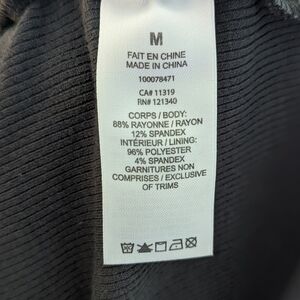 M
FAIT EN CHINE
MADE IN CHINA
100078471
CA# 11319
RN# 121340
CORPS / BODY:
88% RAYONNE / RAYON
12% SPANDEX
INTÉRIEUR / LINING:
96% POLYESTER
4% SPANDEX
GARNITURES NON
COMPRISES / EXCLUSIVE
OF TRIMS